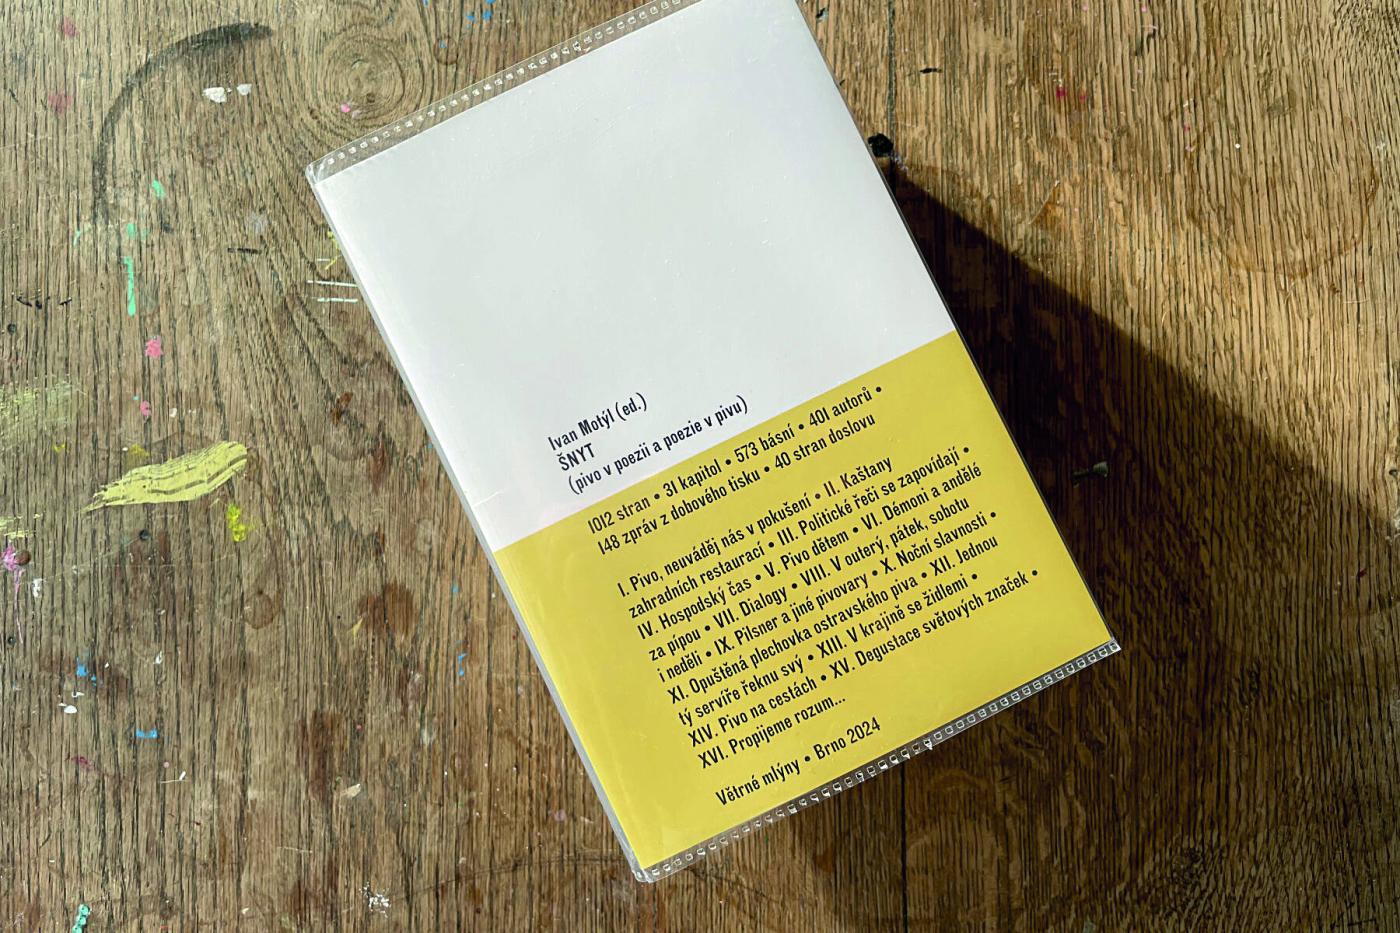 Ivan Motýl (ed.)
ŠNYT
(pivo v poezii a poezie v pivu)
1012 stran • 31 kapitol • 573 básní • 401 autorů •
148 zpráv z dobového tisku • 40 stran doslovu
I. Pivo, neuváděj nás v pokušení • II. Kaštany
zahradních restaurací • III. Politické řeči se zapovídají •
IV. Hospodský čas • V. Pivo dětem • VI. Démoni a andělé
za pípou • VII. Dialogy • VIII. V outerý, pátek, sobotu
i neděli • IX. Pilsner a jiné pivovary • X. Noční slavnosti •
XI. Opuštěná plechovka ostravského piva • XII. Jednou
tý servíře řeknu svý • XIII. V krajině se židlemi •
XIV. Pivo na cestách • XV. Degustace světových značek •
XVI. Propijeme rozum...
Větrné mlýny • Brno 2024